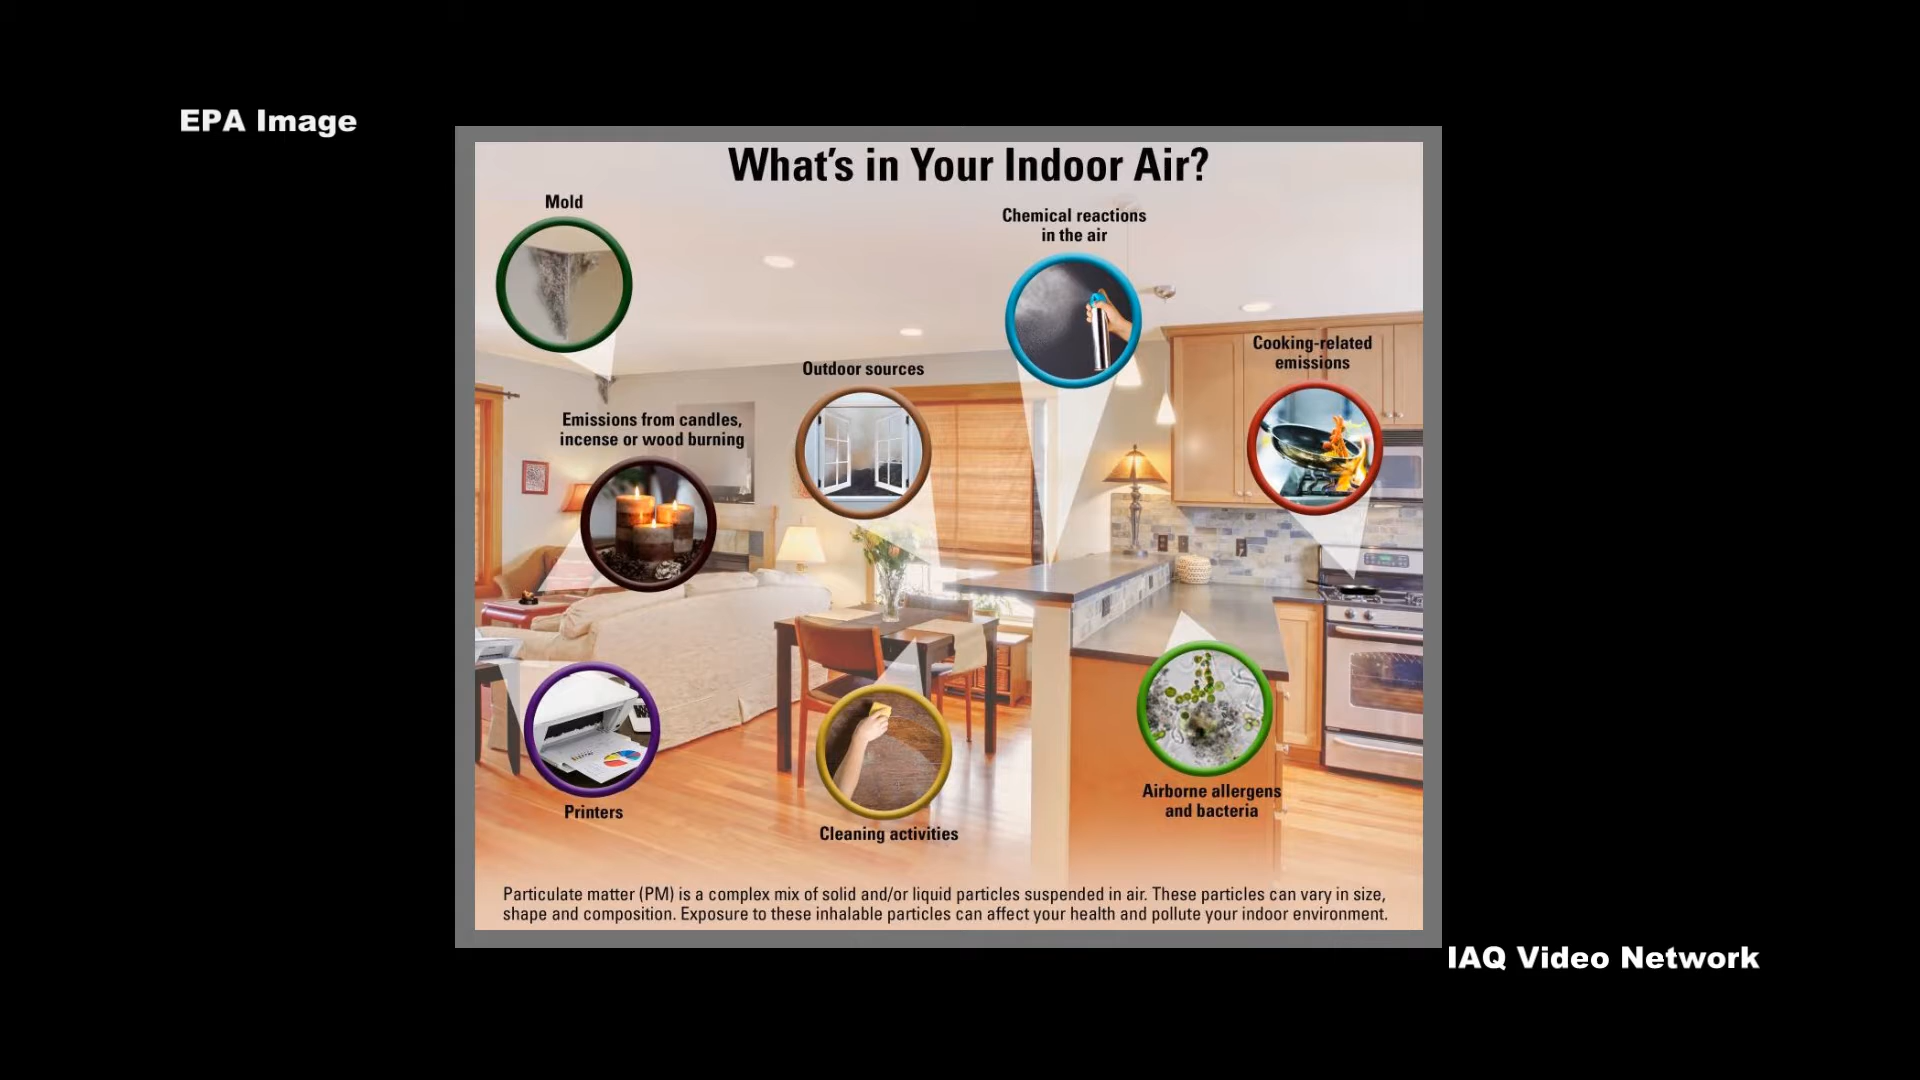 EPA Image
What's in Your Indoor Air?
Mold
Chemical reactions
in the air
Cooking-related
emissions
Outdoor sources
Emissions from candles,
incense or wood burning
Printers
Cleaning activities
Airborne allergens
and bacteria
Particulate matter (PM) is a complex mix of solid and/or liquid particles suspended in air. These particles can vary in size,
shape and composition. Exposure to these inhalable particles can affect your health and pollute your indoor environment.
IAQ Video Network